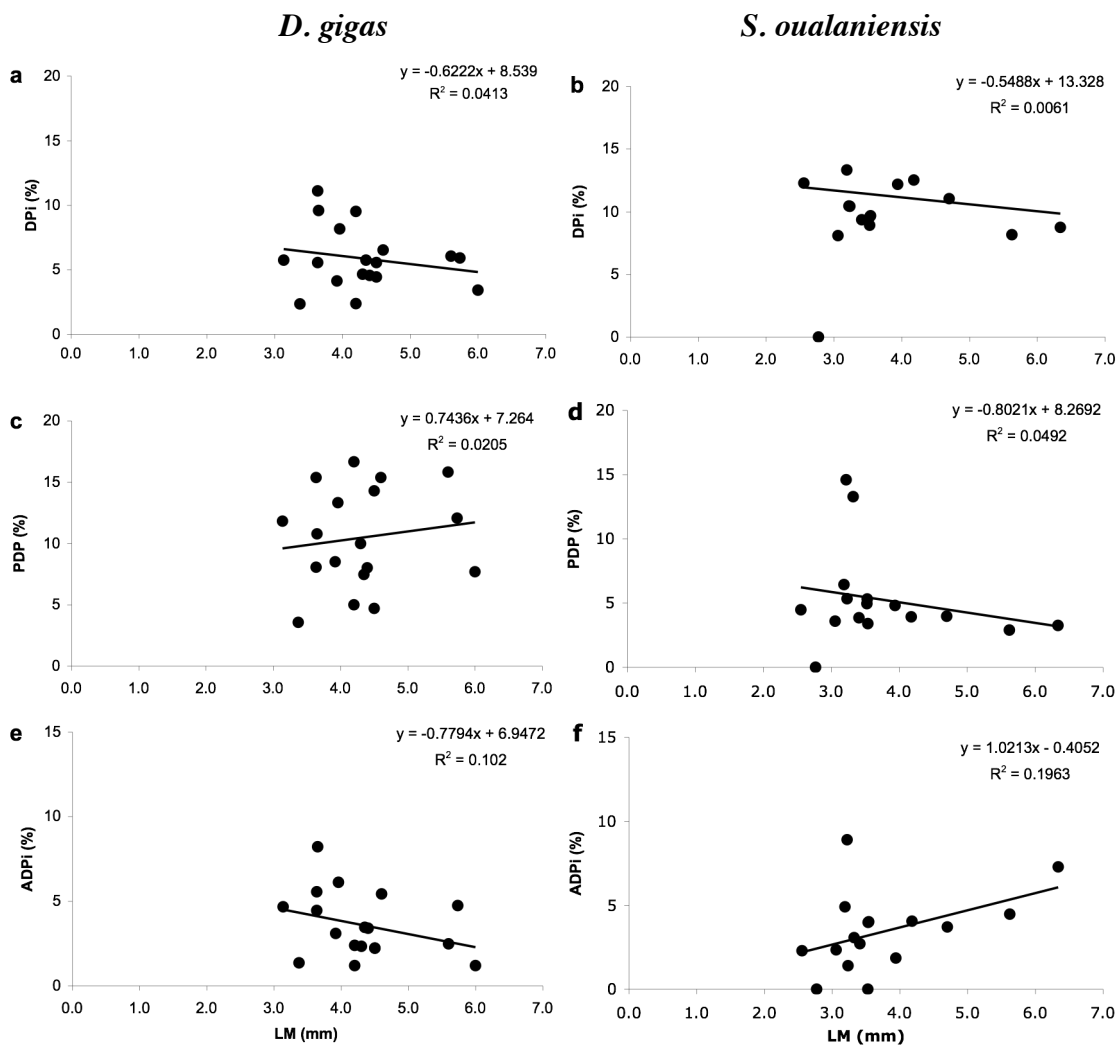 D. gigas
S. oualaniensis
a
y = -0.6222x + 8.539
R² = 0.0413
20
15
10
5
0
DPi (%)
0.0 1.0 2.0 3.0 4.0 5.0 6.0 7.0
b
y = -0.5488x + 13.328
R² = 0.0061
20
15
10
5
0
DPi (%)
0.0 1.0 2.0 3.0 4.0 5.0 6.0 7.0
c
y = 0.7436x + 7.264
R² = 0.0205
20
15
10
5
0
PDP (%)
0.0 1.0 2.0 3.0 4.0 5.0 6.0 7.0
d
y = -0.8021x + 8.2692
R² = 0.0492
20
15
10
5
0
PDP (%)
0.0 1.0 2.0 3.0 4.0 5.0 6.0 7.0
e
y = -0.7794x + 6.9472
R² = 0.102
15
10
5
0
ADPi (%)
0.0 1.0 2.0 3.0 4.0 5.0 6.0 7.0
LM (mm)
f
y = 1.0213x - 0.4052
R² = 0.1963
15
10
5
0
ADPi (%)
0.0 1.0 2.0 3.0 4.0 5.0 6.0 7.0
LM (mm)